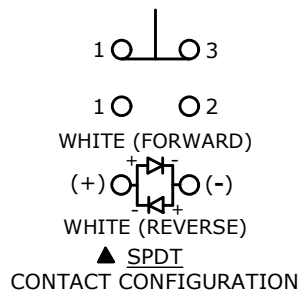 1 3
1 2
WHITE (FORWARD)
+ -
(+) (-)
- +
WHITE (REVERSE)
▲ SPDT
CONTACT CONFIGURATION